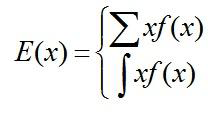 E(x) = { ∑ xf(x)
∫ xf(x)